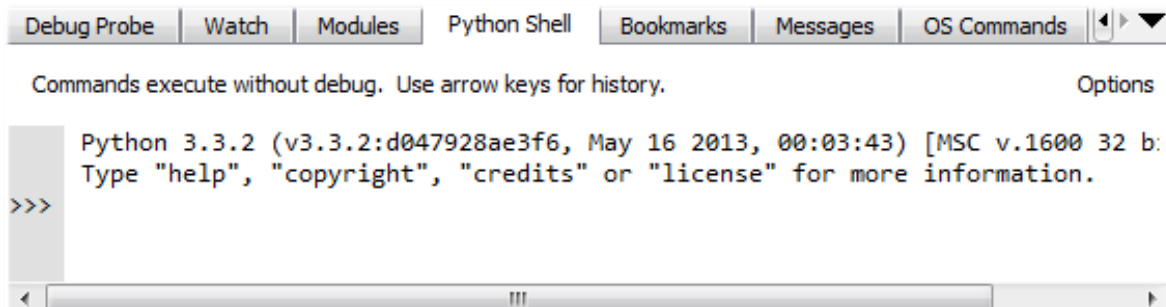 Debug Probe Watch Modules Python Shell Bookmarks Messages OS Commands
Commands execute without debug. Use arrow keys for history. Options
Python 3.3.2 (v3.3.2:d047928ae3f6, May 16 2013, 00:03:43) [MSC v.1600 32 b
Type "help", "copyright", "credits" or "license" for more information.
>>>